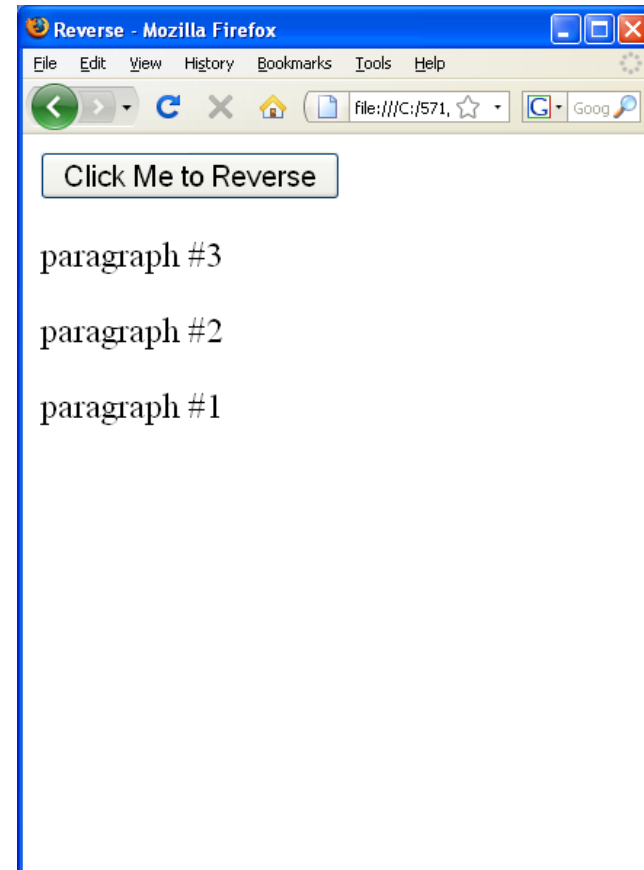 Reverse - Mozilla Firefox
File Edit View History Bookmarks Tools Help
file:///C:/571, G Goog
Click Me to Reverse
paragraph #3
paragraph #2
paragraph #1